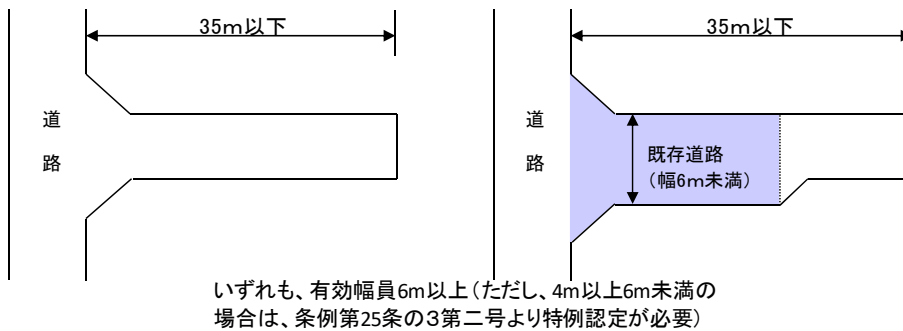 35ｍ以下
35ｍ以下
道
路
道
路
既存道路
（幅6ｍ未満）
いずれも、有効幅員6ｍ以上（ただし、4ｍ以上6ｍ未満の
場合は、条例第25条の３第二号より特例認定が必要）